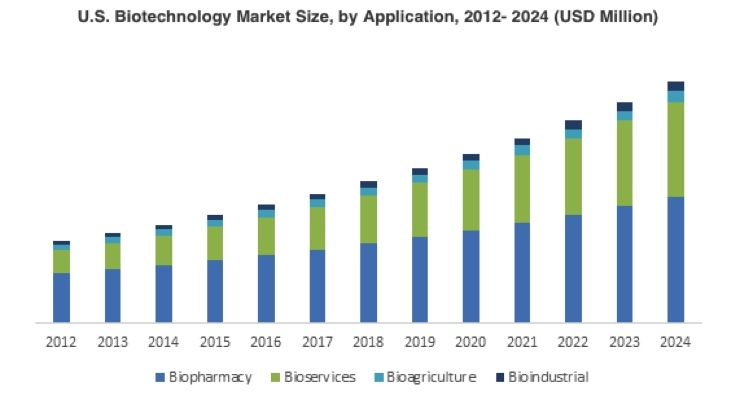 U.S. Biotechnology Market Size, by Application, 2012- 2024 (USD Million)
2012 2013 2014 2015 2016 2017 2018 2019 2020 2021 2022 2023 2024
Biopharmacy Bioservices Bioagriculture Bioindustrial